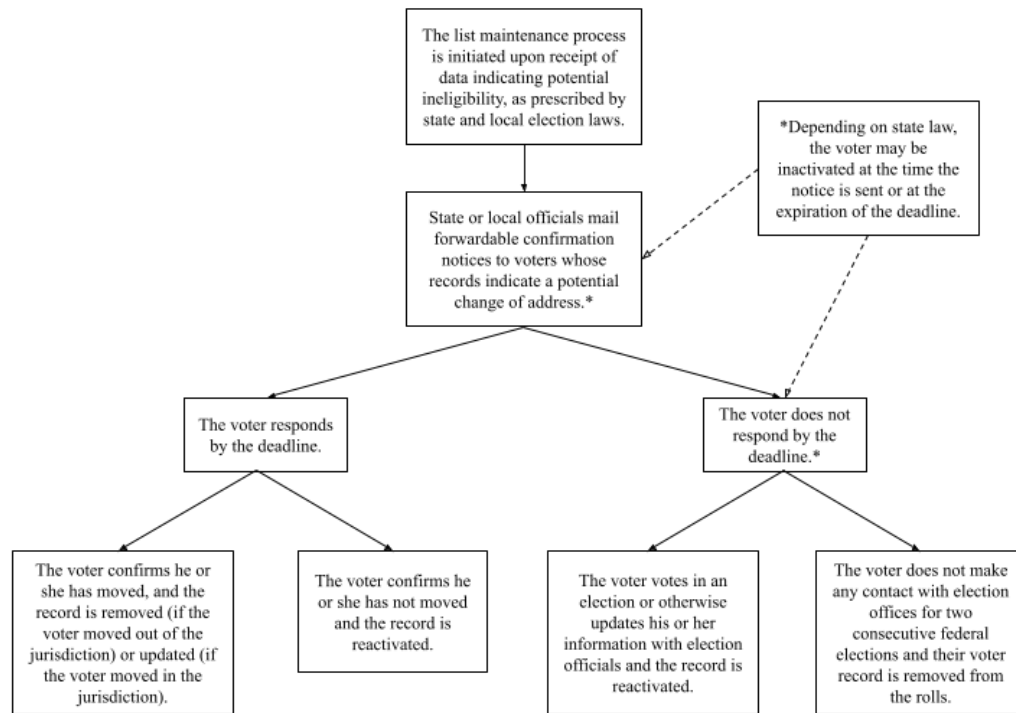 The list maintenance process
is initiated upon receipt of
data indicating potential
ineligibility, as prescribed by
state and local election laws.
*Depending on state law,
the voter may be
inactivated at the time the
notice is sent or at the
expiration of the deadline.
State or local officials mail
forwardable confirmation
notices to voters whose
records indicate a potential
change of address.*
The voter responds
by the deadline.
The voter does not
respond by the
deadline.*
The voter confirms he or
she has moved, and the
record is removed (if the
voter moved out of the
jurisdiction) or updated (if
the voter moved in the
jurisdiction).
The voter confirms he
or she has not moved
and the record is
reactivated.
The voter votes in an
election or otherwise
updates his or her
information with election
officials and the record is
reactivated.
The voter does not make
any contact with election
offices for two
consecutive federal
elections and their voter
record is removed from
the rolls.